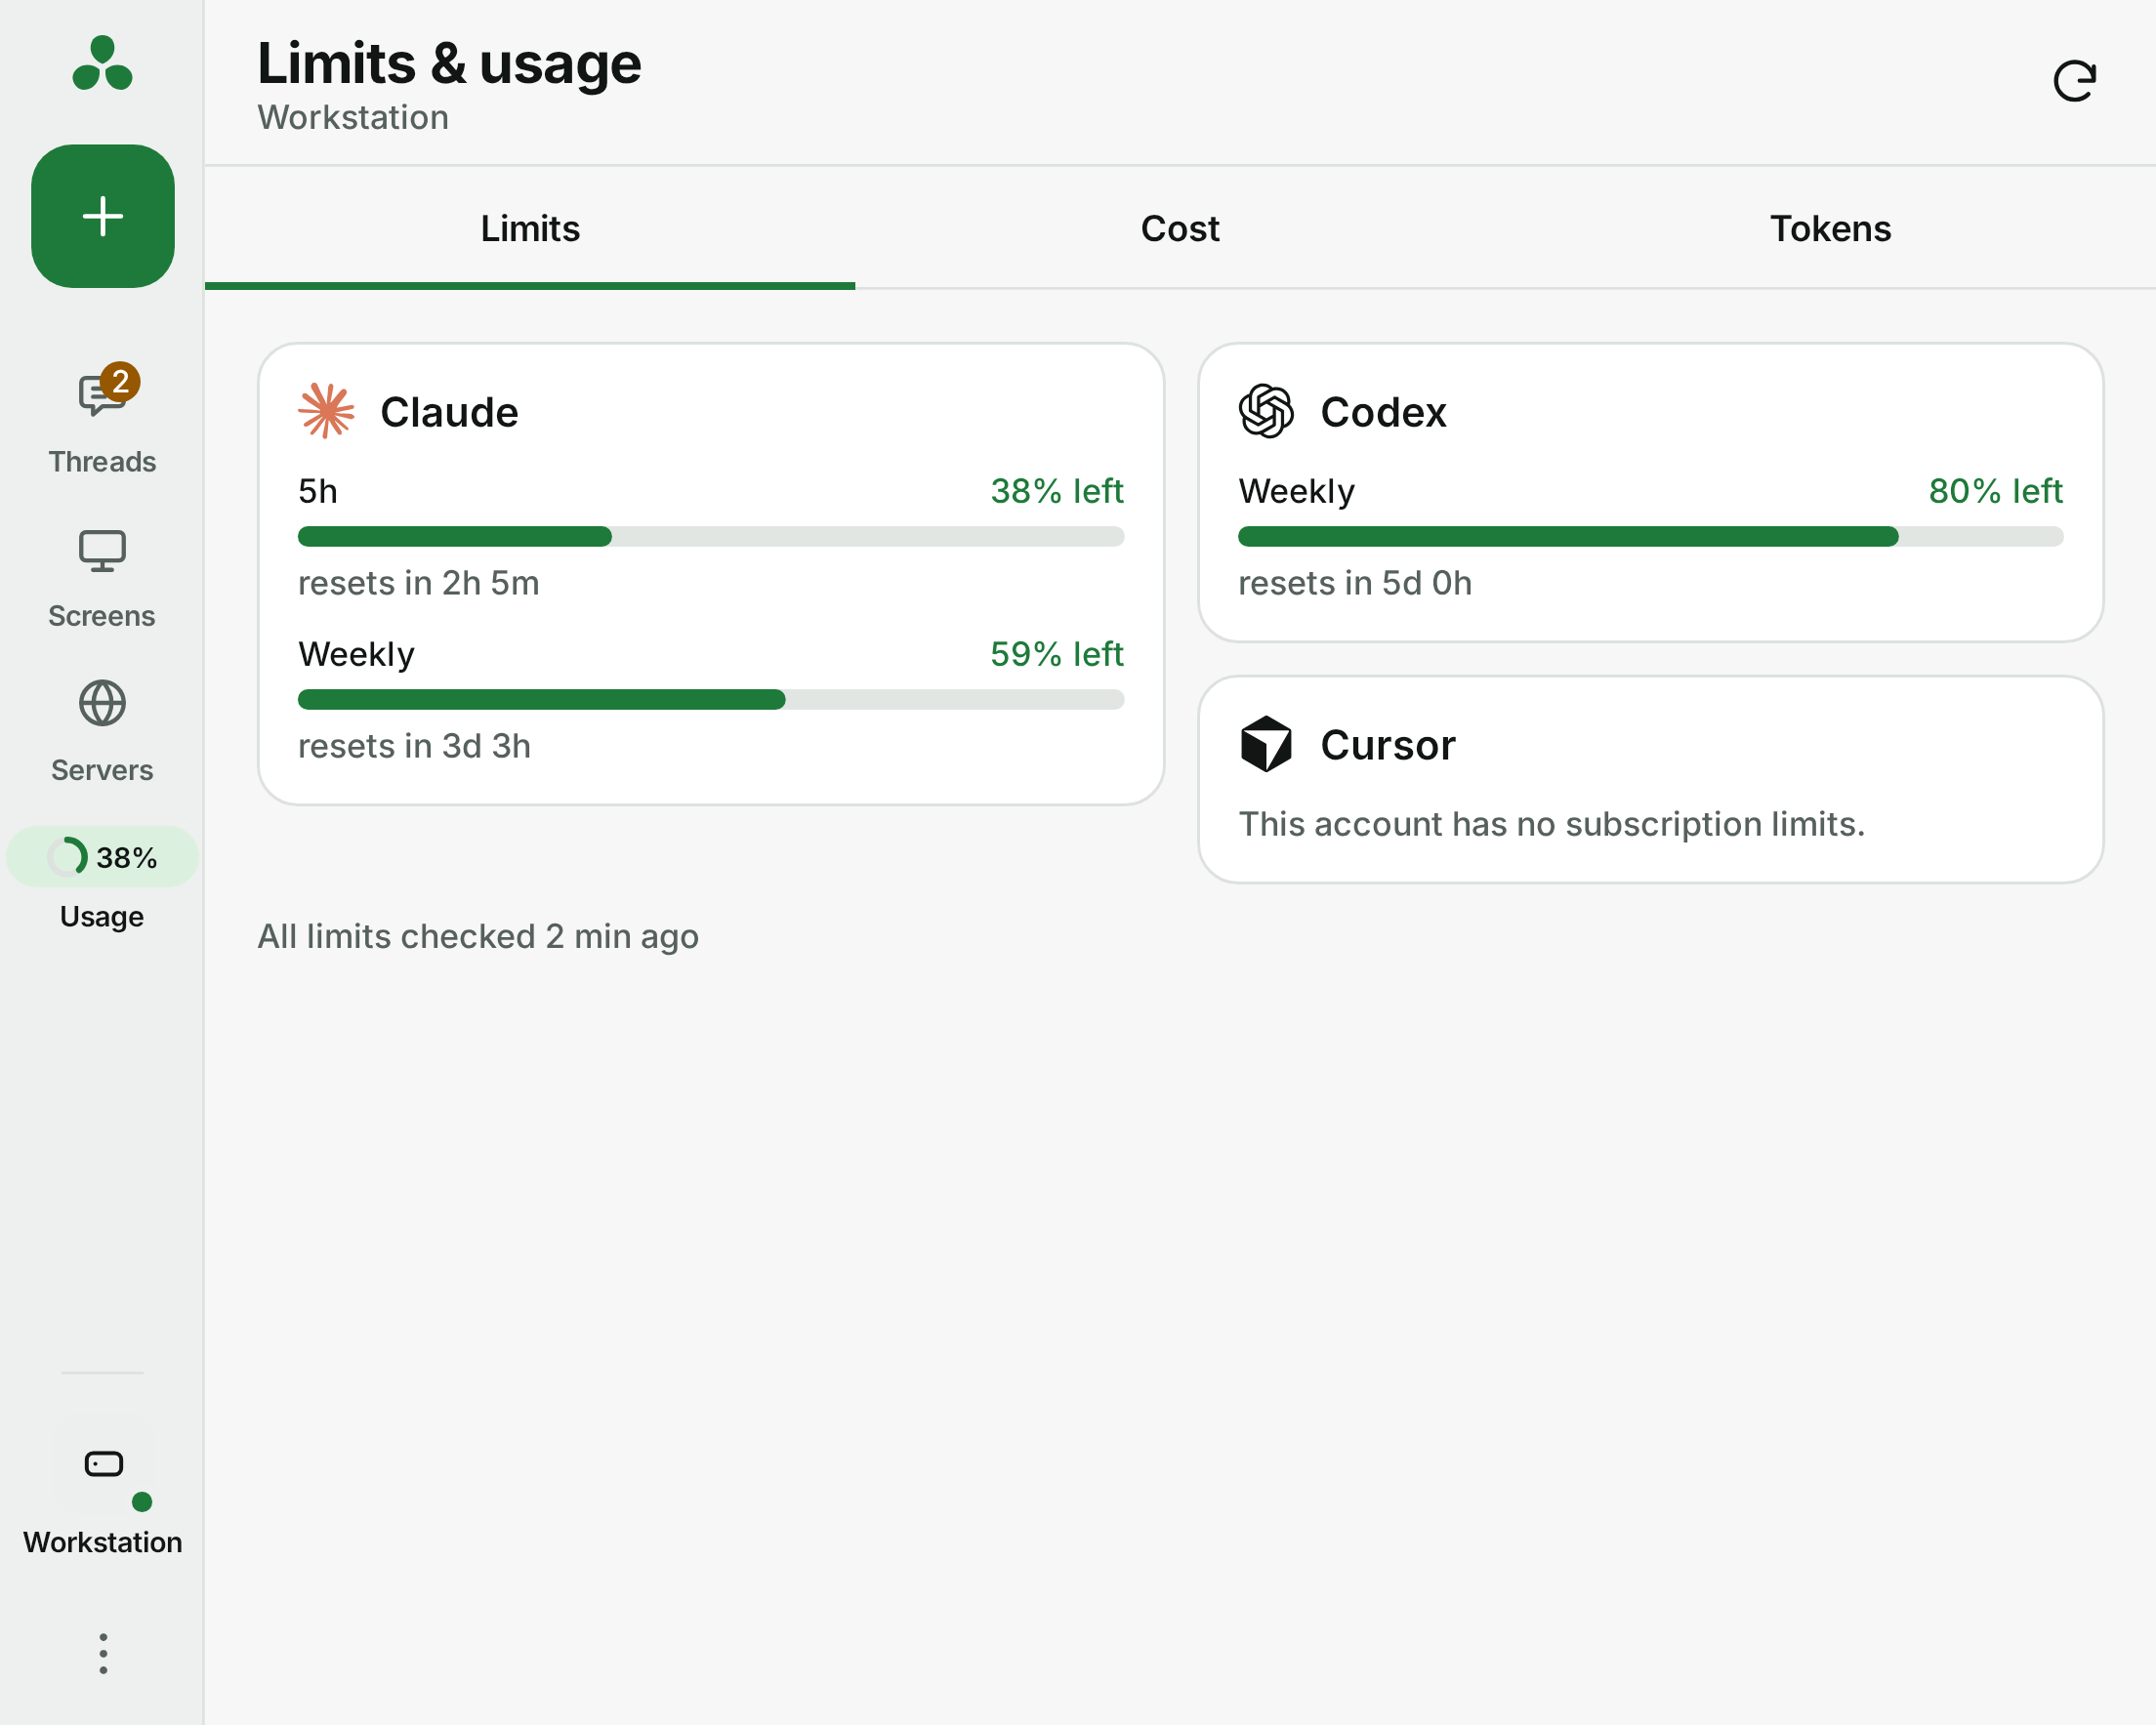 Limits & usage
Workstation
2
Threads
Screens
Servers
38%
Usage
Workstation
Limits
Cost
Tokens
Claude
5h
38% left
resets in 2h 5m
Weekly
59% left
resets in 3d 3h
Codex
Weekly
80% left
resets in 5d 0h
Cursor
This account has no subscription limits.
All limits checked 2 min ago